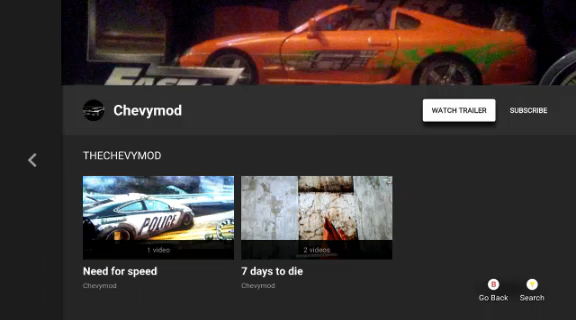 FAST
Chevymod
WATCH TRAILER
SUBSCRIBE
THECHEVYMOD
POLICE
1 video
2 videos
Need for speed
7 days to die
Chevymod
Chevymod
B
Y
Go Back
Search